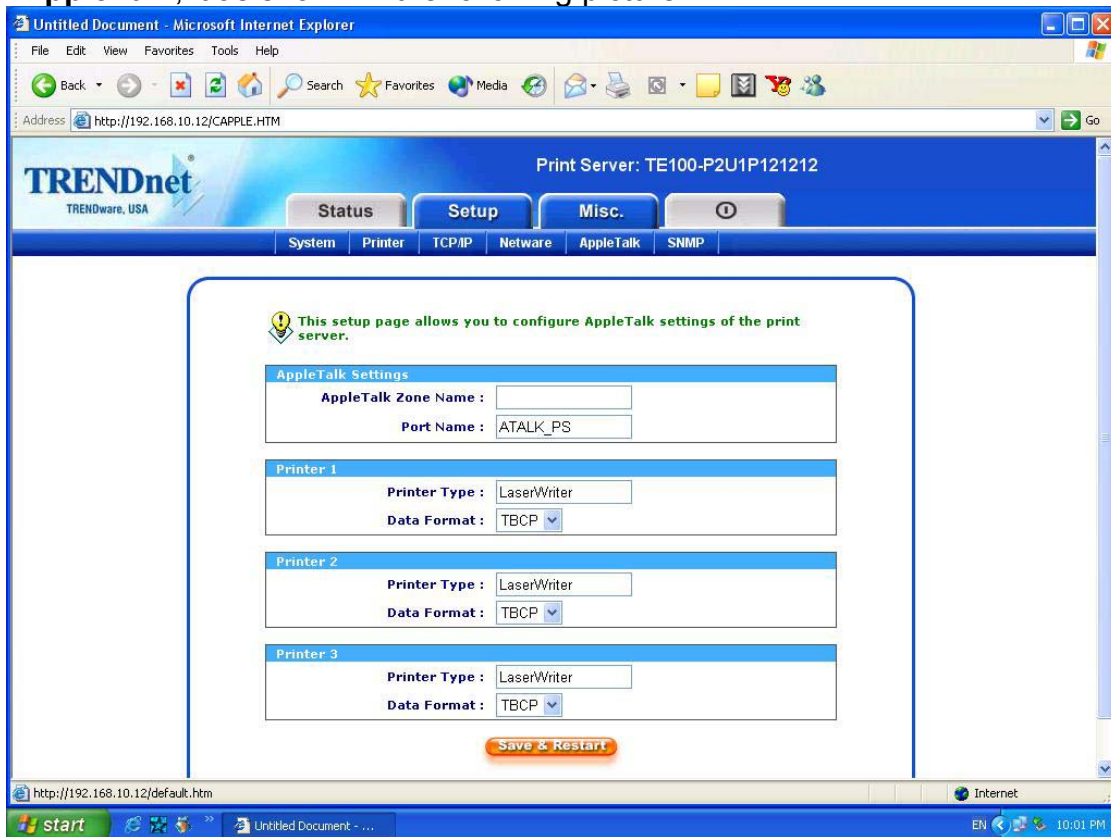 Untitled Document - Microsoft Internet Explorer
File Edit View Favorites Tools Help
Back Search Favorites Media
Address http://192.168.10.12/CAPPLE.HTM Go
TRENDnet
TRENDware, USA
Print Server: TE100-P2U1P121212
Status Setup Misc.
System Printer TCP/IP Netware AppleTalk SNMP
This setup page allows you to configure AppleTalk settings of the print
server.
AppleTalk Settings
AppleTalk Zone Name :
Port Name : ATALK_PS
Printer 1
Printer Type : LaserWriter
Data Format : TBCP
Printer 2
Printer Type : LaserWriter
Data Format : TBCP
Printer 3
Printer Type : LaserWriter
Data Format : TBCP
Save & Restart
http://192.168.10.12/default.htm Internet
start Untitled Document - ... EN 10:01 PM